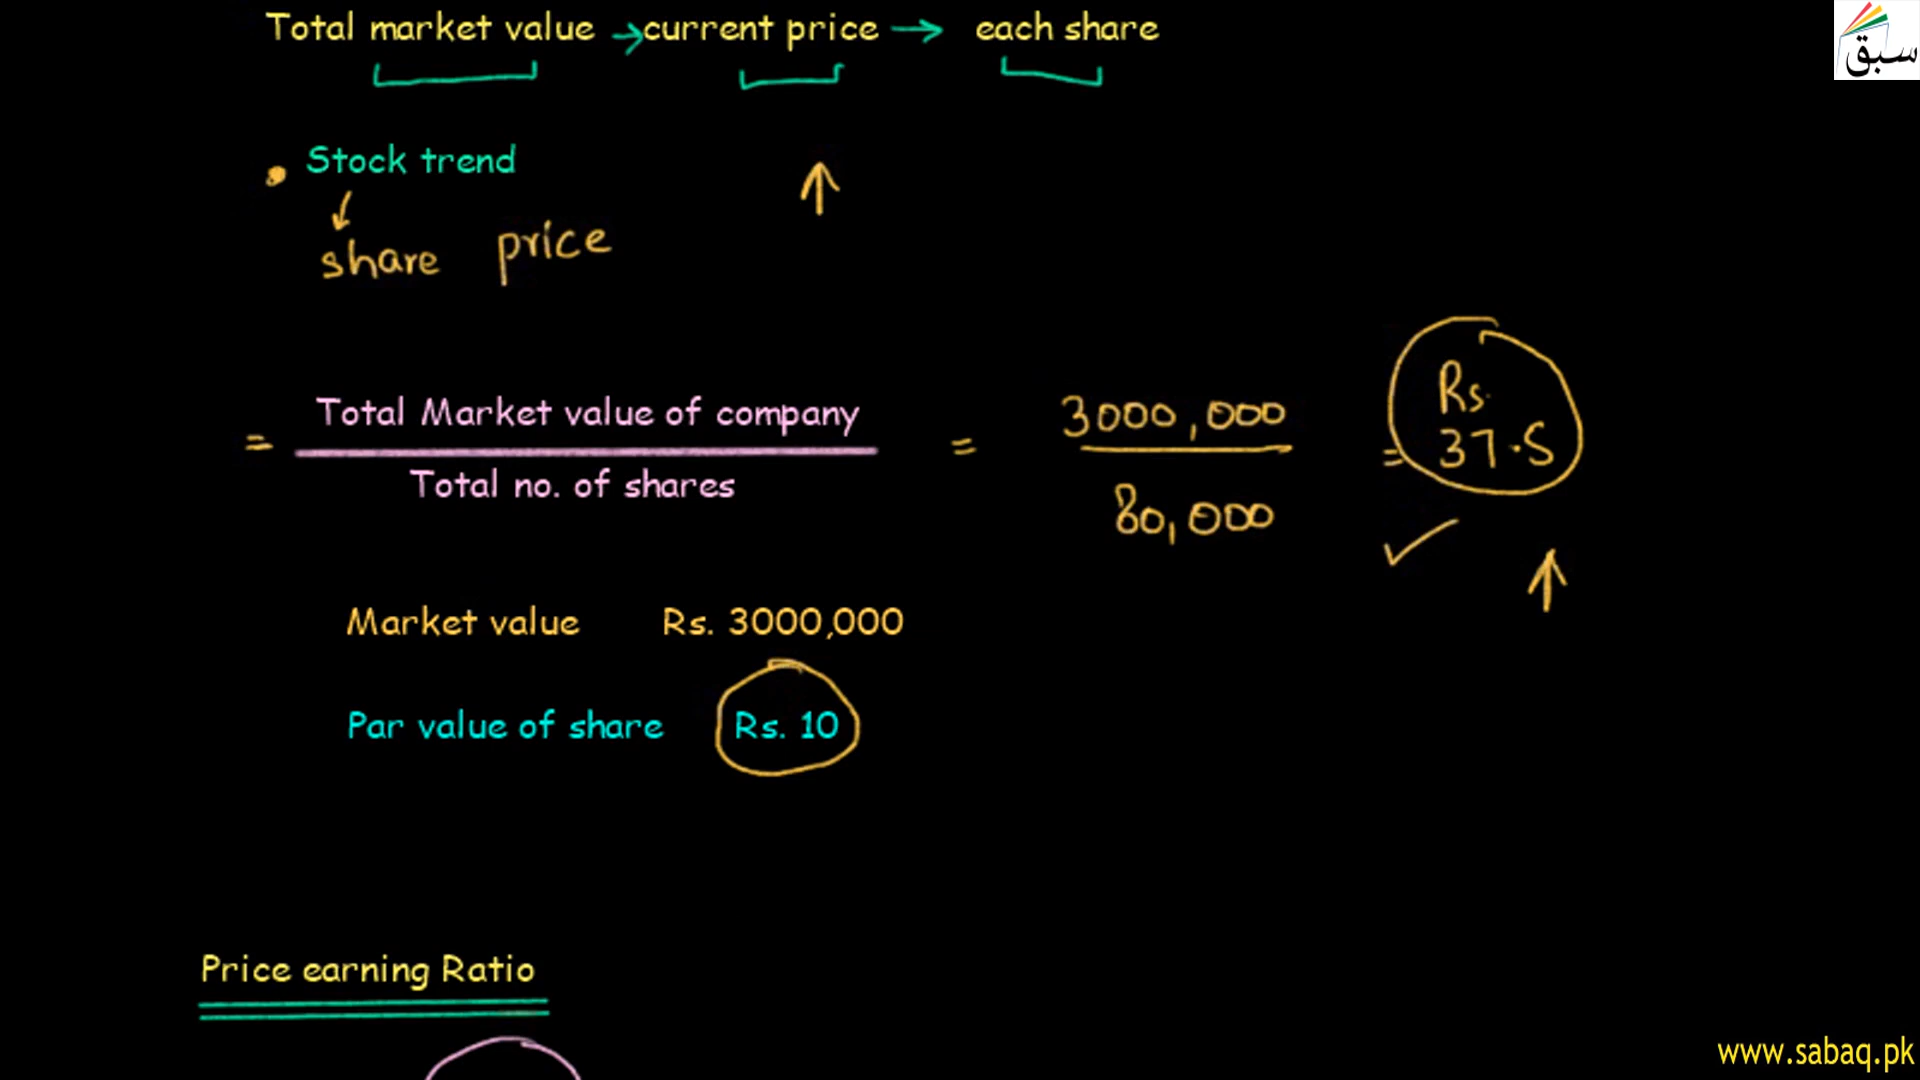 Total market value → current price → each share
سبق
• Stock trend
↑
share price
= Total Market value of company / Total no. of shares = 3000,000 / 80,000 = Rs. 37.5
✓ ↑
Market value Rs. 3000,000
Par value of share Rs. 10
Price earning Ratio
www.sabaq.pk